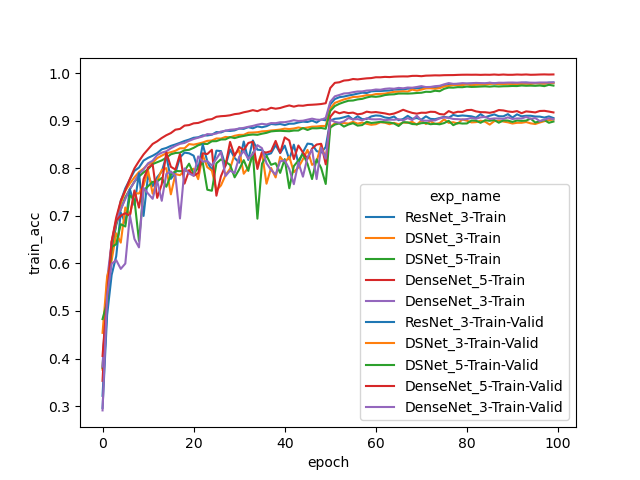 1.0
0.9
0.8
0.7
0.6
0.5
0.4
0.3
train_acc
0
20
40
60
80
100
epoch
exp_name
ResNet_3-Train
DSNet_3-Train
DSNet_5-Train
DenseNet_5-Train
DenseNet_3-Train
ResNet_3-Train-Valid
DSNet_3-Train-Valid
DSNet_5-Train-Valid
DenseNet_5-Train-Valid
DenseNet_3-Train-Valid